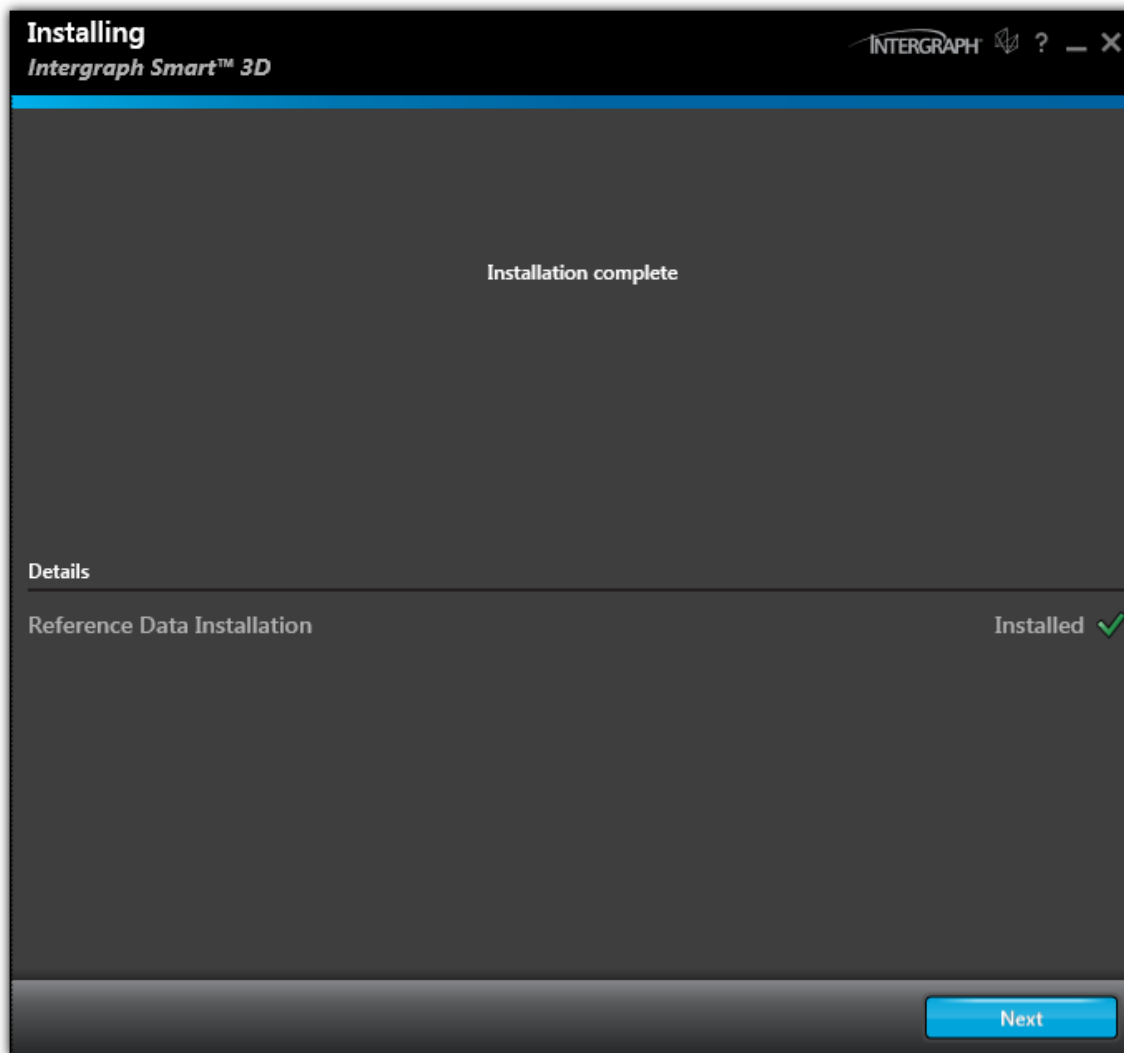 Installing
Intergraph Smart™ 3D
INTERGRAPH ?
Installation complete
Details
Reference Data Installation Installed
Next